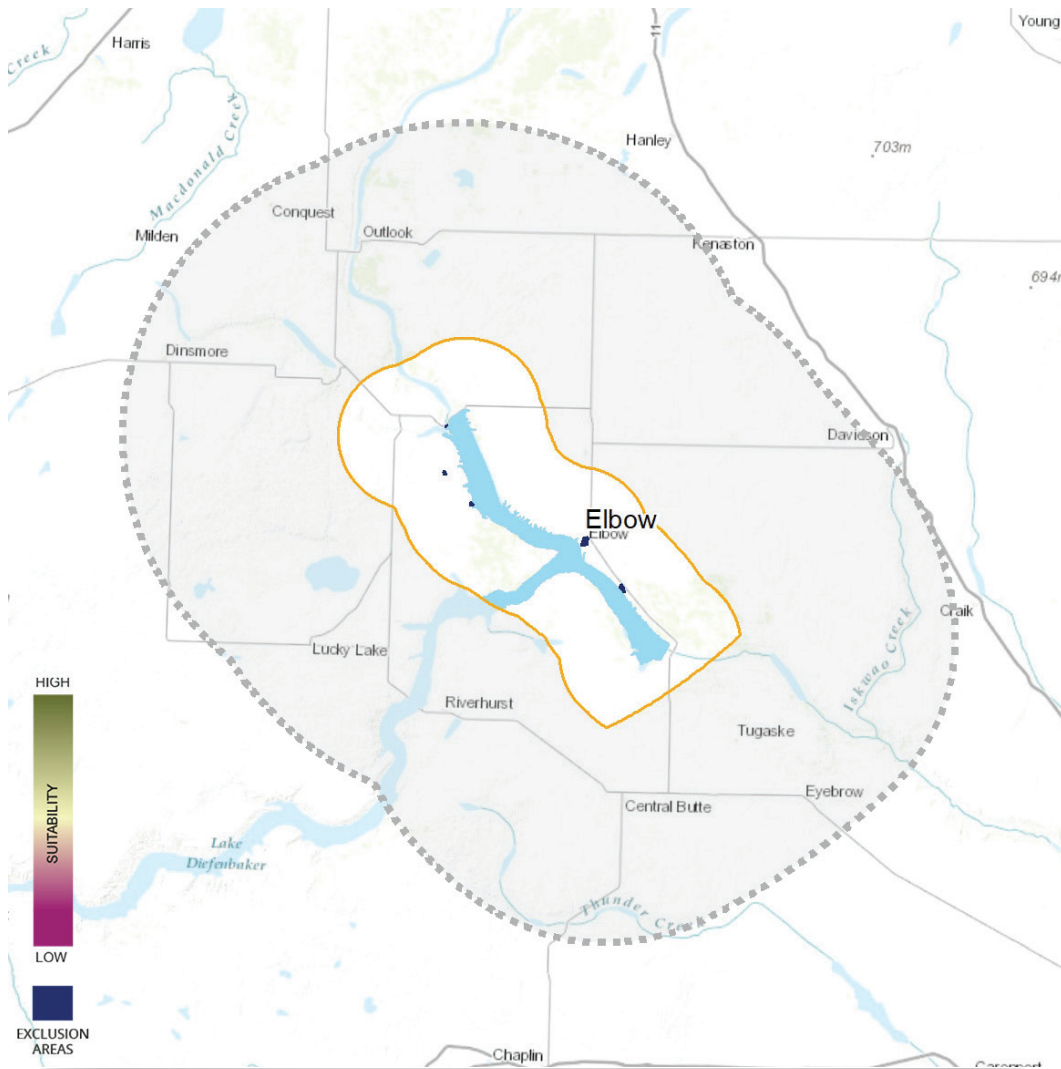 Young
Harris
Creek
11
Hanley
703m
Macdonald Creek
Conquest
Outlook
Milden
Kenaston
694m
Dinsmore
Davidson
Elbow
Elbow
Craik
Iskwao Creek
Lucky Lake
HIGH
Riverhurst
Tugaske
Eyebrow
Central Butte
SUITABILITY
Lake
Diefenbaker
Thunder Creek
LOW
EXCLUSION
AREAS
Chaplin